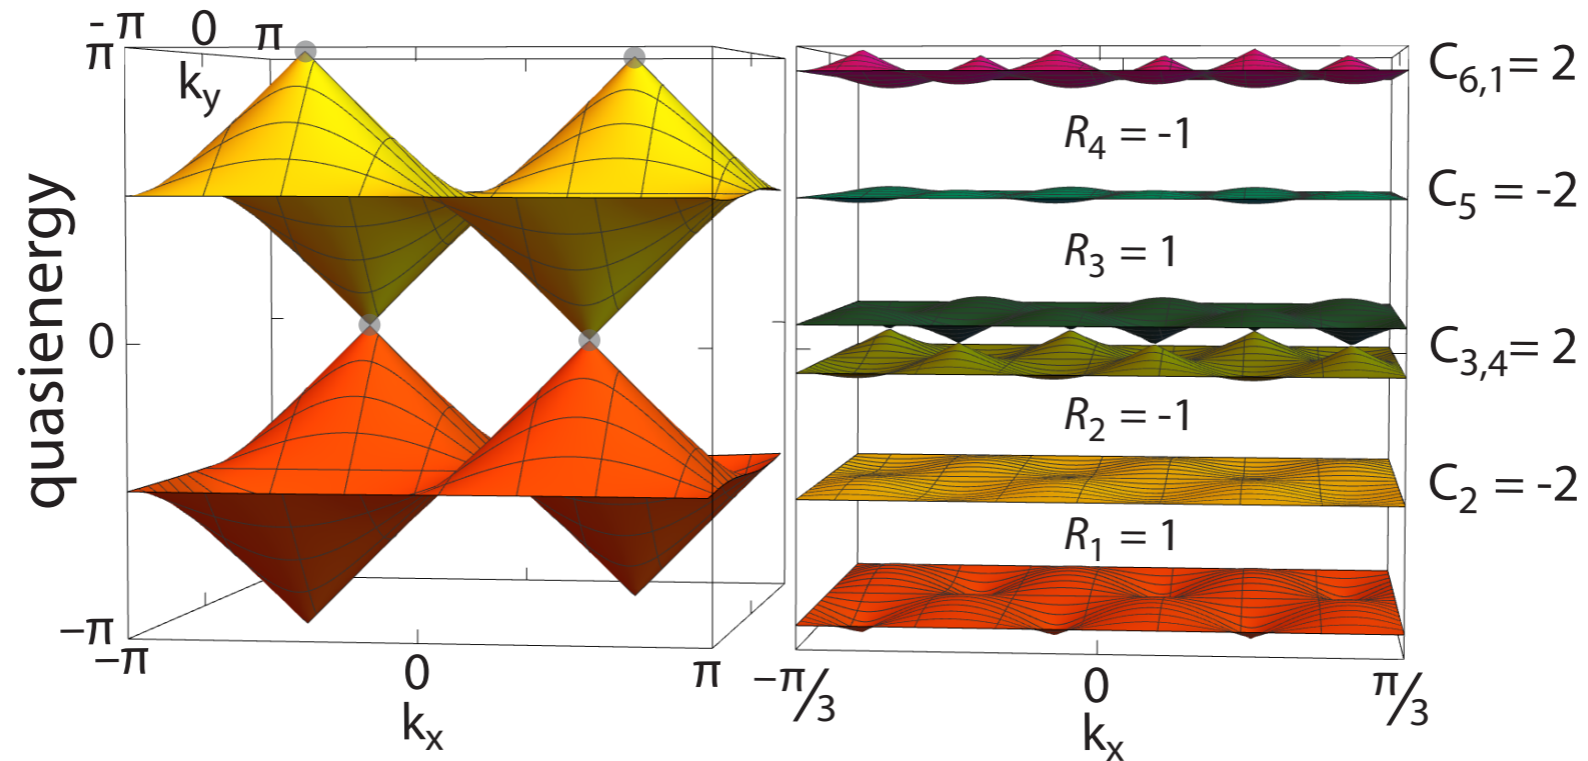 -π 0 π
π
k_y
0
-π
quasienergy
-π 0 π
k_x
C_{6,1} = 2
R_4 = -1
C_5 = -2
R_3 = 1
C_{3,4} = 2
R_2 = -1
C_2 = -2
R_1 = 1
-π/3 0 π/3
k_x